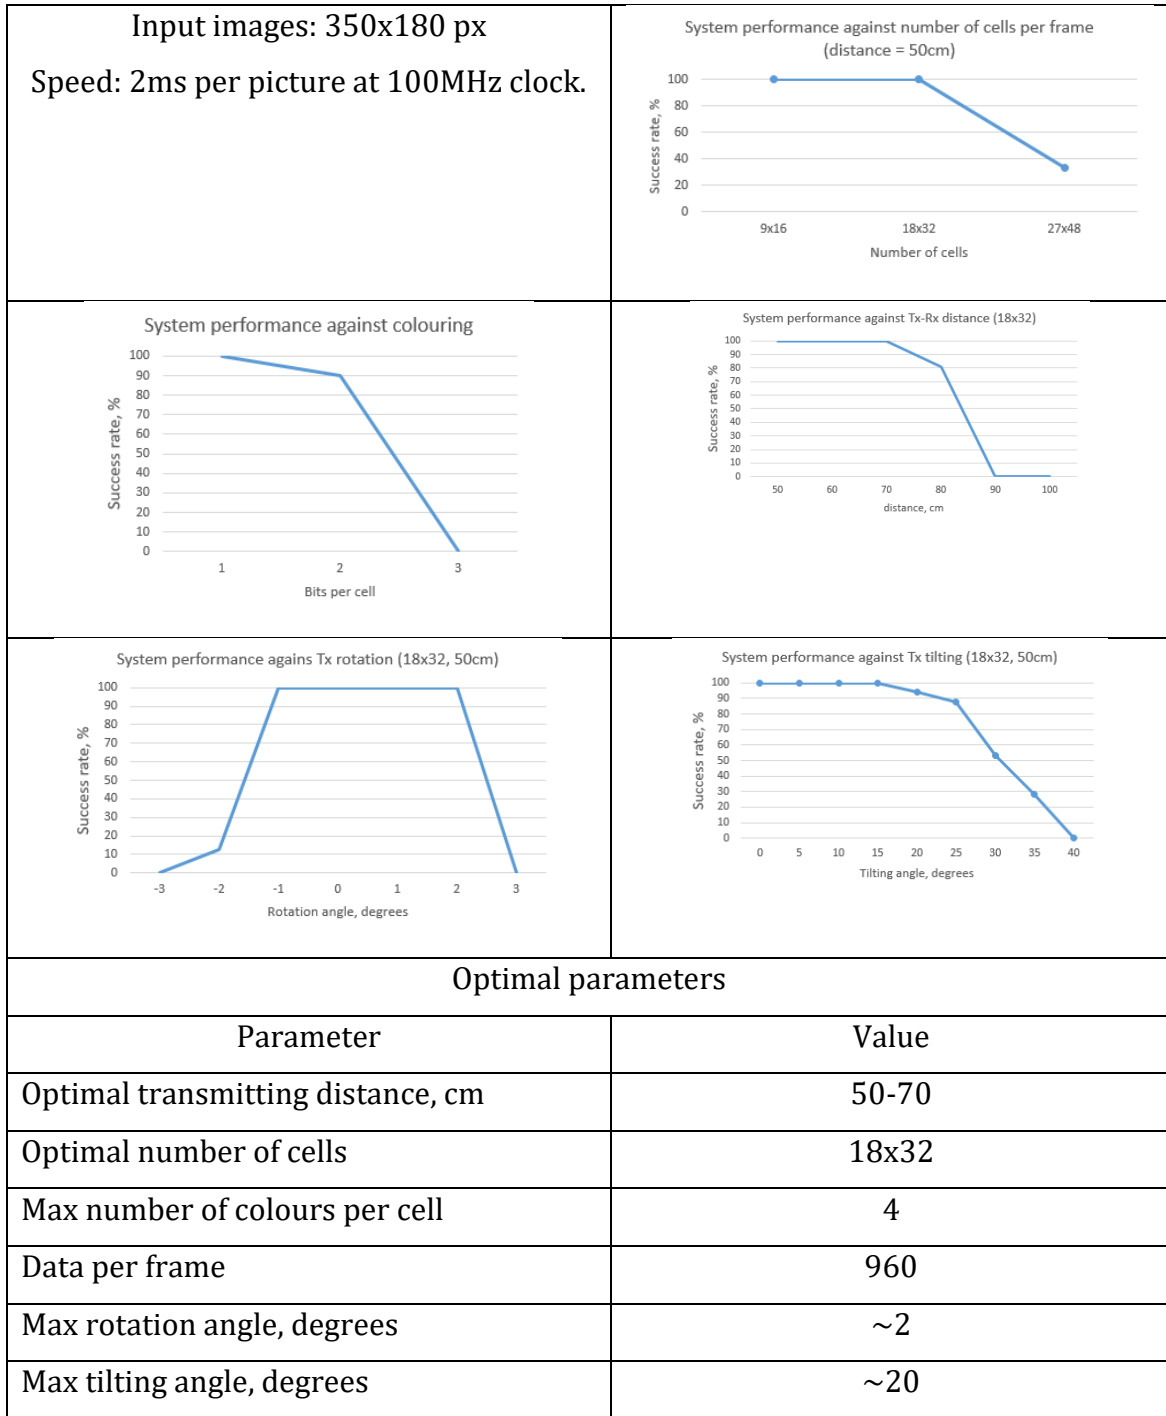 Input images: 350x180 px
Speed: 2ms per picture at 100MHz clock.
System performance against number of cells per frame
(distance = 50cm)
Success rate, %
100
80
60
40
20
0
9x16 18x32 27x48
Number of cells
System performance against colouring
Success rate, %
100
90
80
70
60
50
40
30
20
10
0
1 2 3
Bits per cell
System performance against Tx-Rx distance (18x32)
Success rate, %
100
90
80
70
60
50
40
30
20
10
0
50 60 70 80 90 100
distance, cm
System performance agains Tx rotation (18x32, 50cm)
Success rate, %
100
90
80
70
60
50
40
30
20
10
0
-3 -2 -1 0 1 2 3
Rotation angle, degrees
System performance against Tx tilting (18x32, 50cm)
Success rate, %
100
90
80
70
60
50
40
30
20
10
0
0 5 10 15 20 25 30 35 40
Tilting angle, degrees
Optimal parameters
Parameter Value
Optimal transmitting distance, cm 50-70
Optimal number of cells 18x32
Max number of colours per cell 4
Data per frame 960
Max rotation angle, degrees ~2
Max tilting angle, degrees ~20